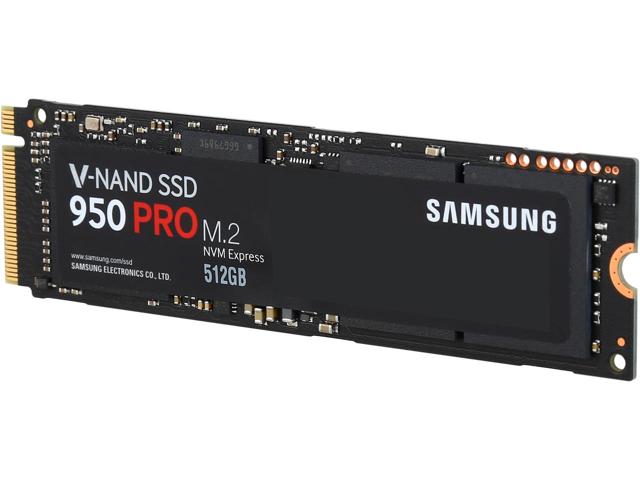 V-NAND SSD
950 PRO M.2
NVM Express
512GB
www.samsung.com/ssd
SAMSUNG ELECTRONICS CO., LTD.
SAMSUNG